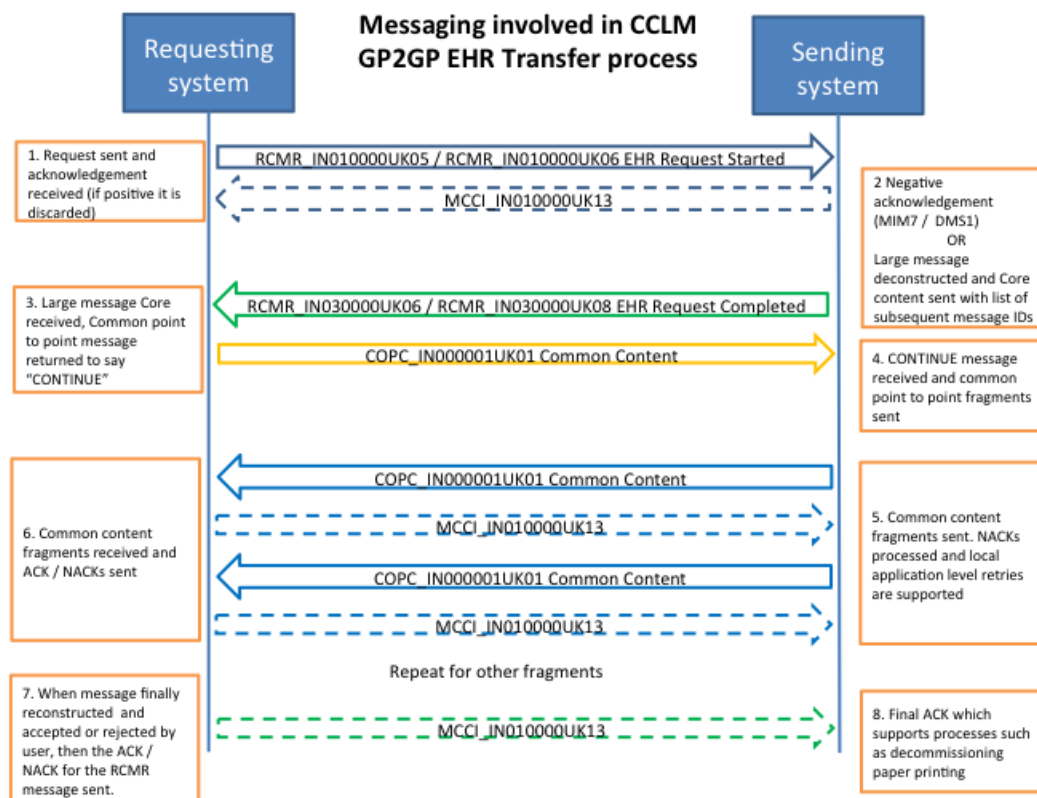 Messaging involved in CCLM
GP2GP EHR Transfer process
Requesting
system
Sending
system
1. Request sent and
acknowledgement
received (if positive it is
discarded)
RCMR_IN010000UK05 / RCMR_IN010000UK06 EHR Request Started
MCCI_IN010000UK13
2 Negative
acknowledgement
(MIM7 / DMS1)
OR
Large message
deconstructed and Core
content sent with list of
subsequent message IDs
3. Large message Core
received, Common point
to point message
returned to say
“CONTINUE”
RCMR_IN030000UK06 / RCMR_IN030000UK08 EHR Request Completed
COPC_IN000001UK01 Common Content
4. CONTINUE message
received and common
point to point fragments
sent
COPC_IN000001UK01 Common Content
MCCI_IN010000UK13
COPC_IN000001UK01 Common Content
MCCI_IN010000UK13
5. Common content
fragments sent. NACKs
processed and local
application level retries
are supported
6. Common content
fragments received and
ACK / NACKs sent
Repeat for other fragments
7. When message finally
reconstructed and
accepted or rejected by
user, then the ACK /
NACK for the RCMR
message sent.
MCCI_IN010000UK13
8. Final ACK which
supports processes such
as decommissioning
paper printing